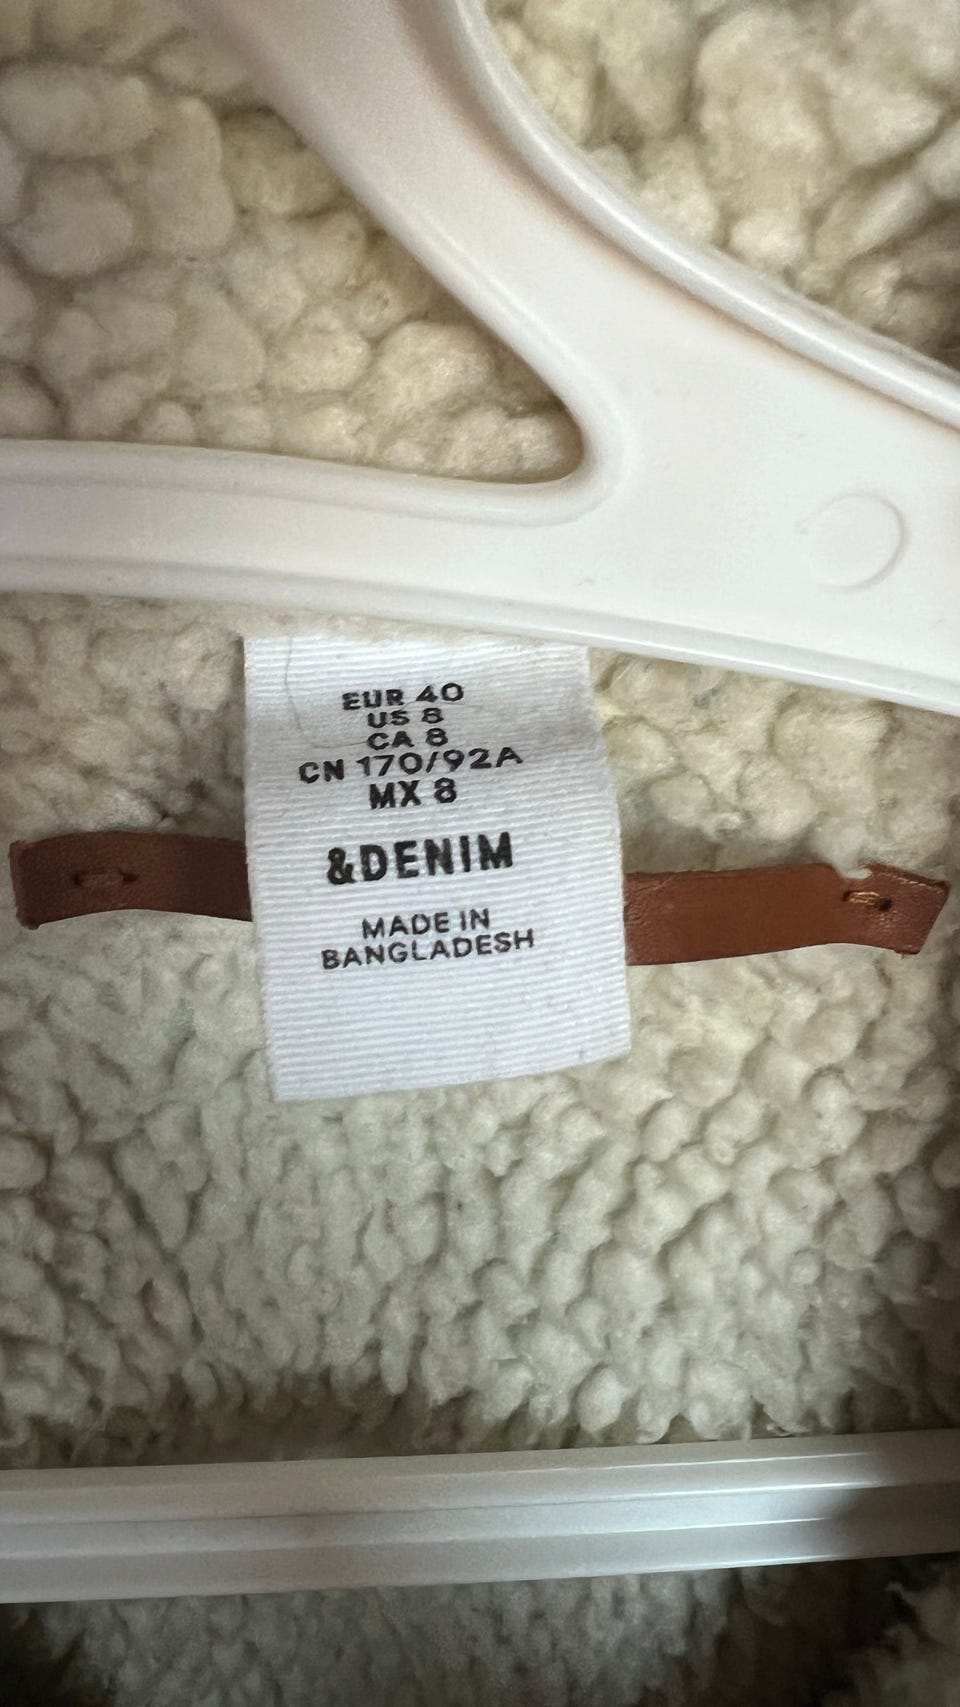 EUR 40
US 8
CA 8
CN 170/92A
MX 8
&DENIM
MADE IN
BANGLADESH